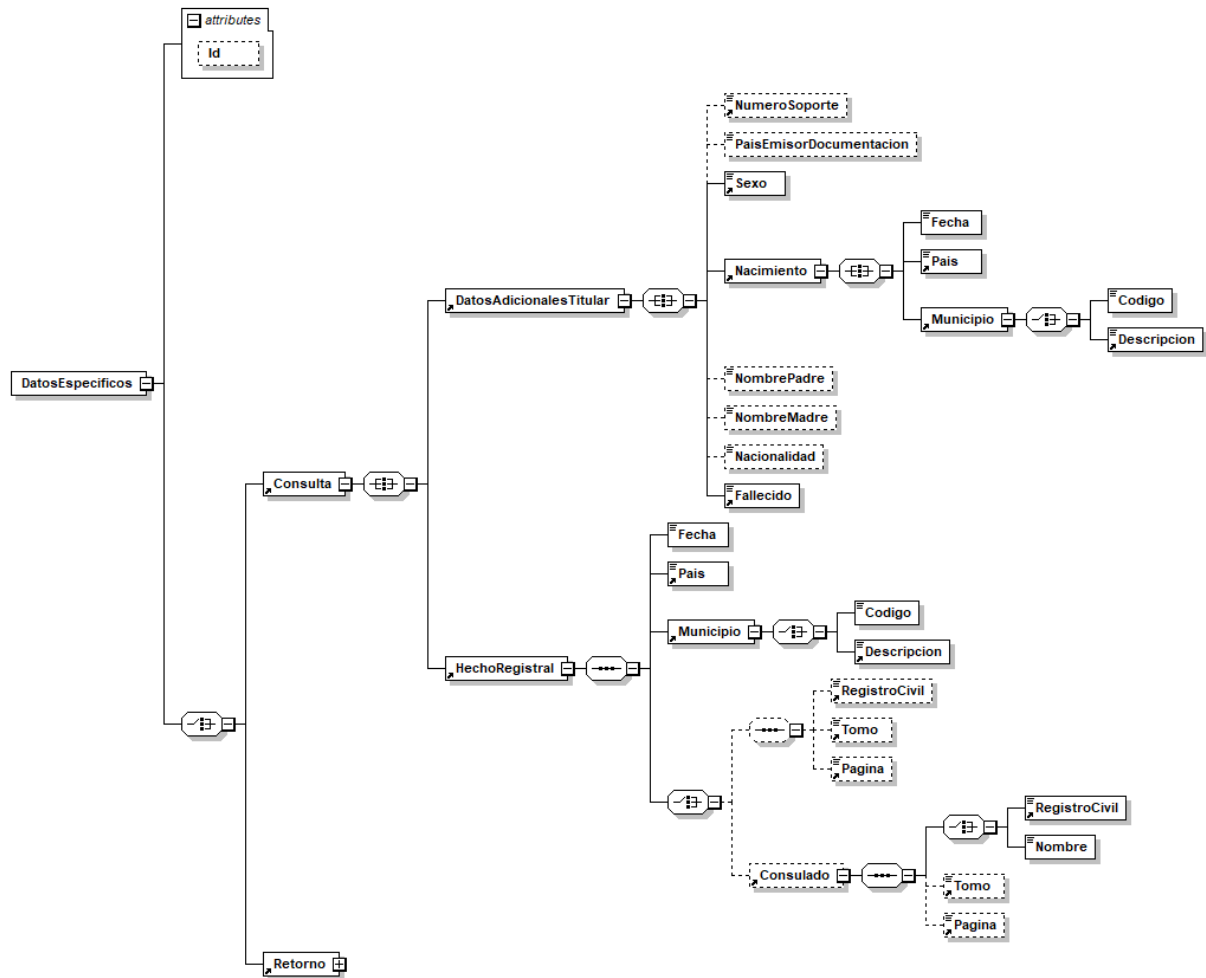 attributes
Id
NumeroSoporte
PaisEmisorDocumentacion
Sexo
Fecha
Nacimiento
Pais
DatosAdicionalesTitular
Codigo
Municipio
Descripcion
DatosEspecificos
NombrePadre
NombreMadre
Nacionalidad
Consulta
Fallecido
Fecha
Pais
Codigo
Municipio
Descripcion
HechoRegistral
RegistroCivil
Tomo
Pagina
RegistroCivil
Nombre
Consulado
Tomo
Pagina
Retorno